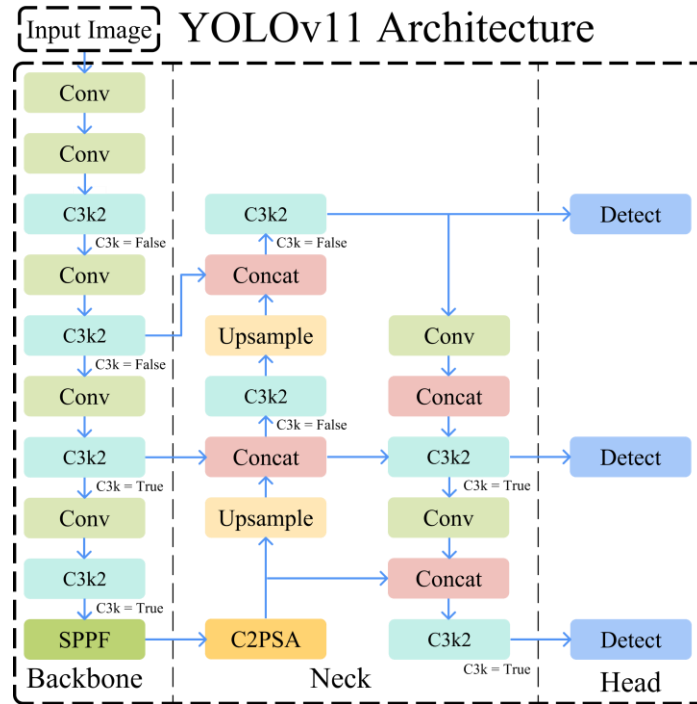 Input Image
YOLOv11 Architecture
Conv
Conv
C3k2
C3k = False
Conv
C3k2
C3k = False
Conv
C3k2
C3k = True
Conv
C3k2
C3k = True
SPPF
Backbone
C3k2
C3k = False
Concat
Upsample
C3k2
C3k = False
Concat
Upsample
C2PSA
Conv
Concat
C3k2
C3k = True
Conv
Concat
C3k2
C3k = True
Neck
Detect
Detect
Detect
Head